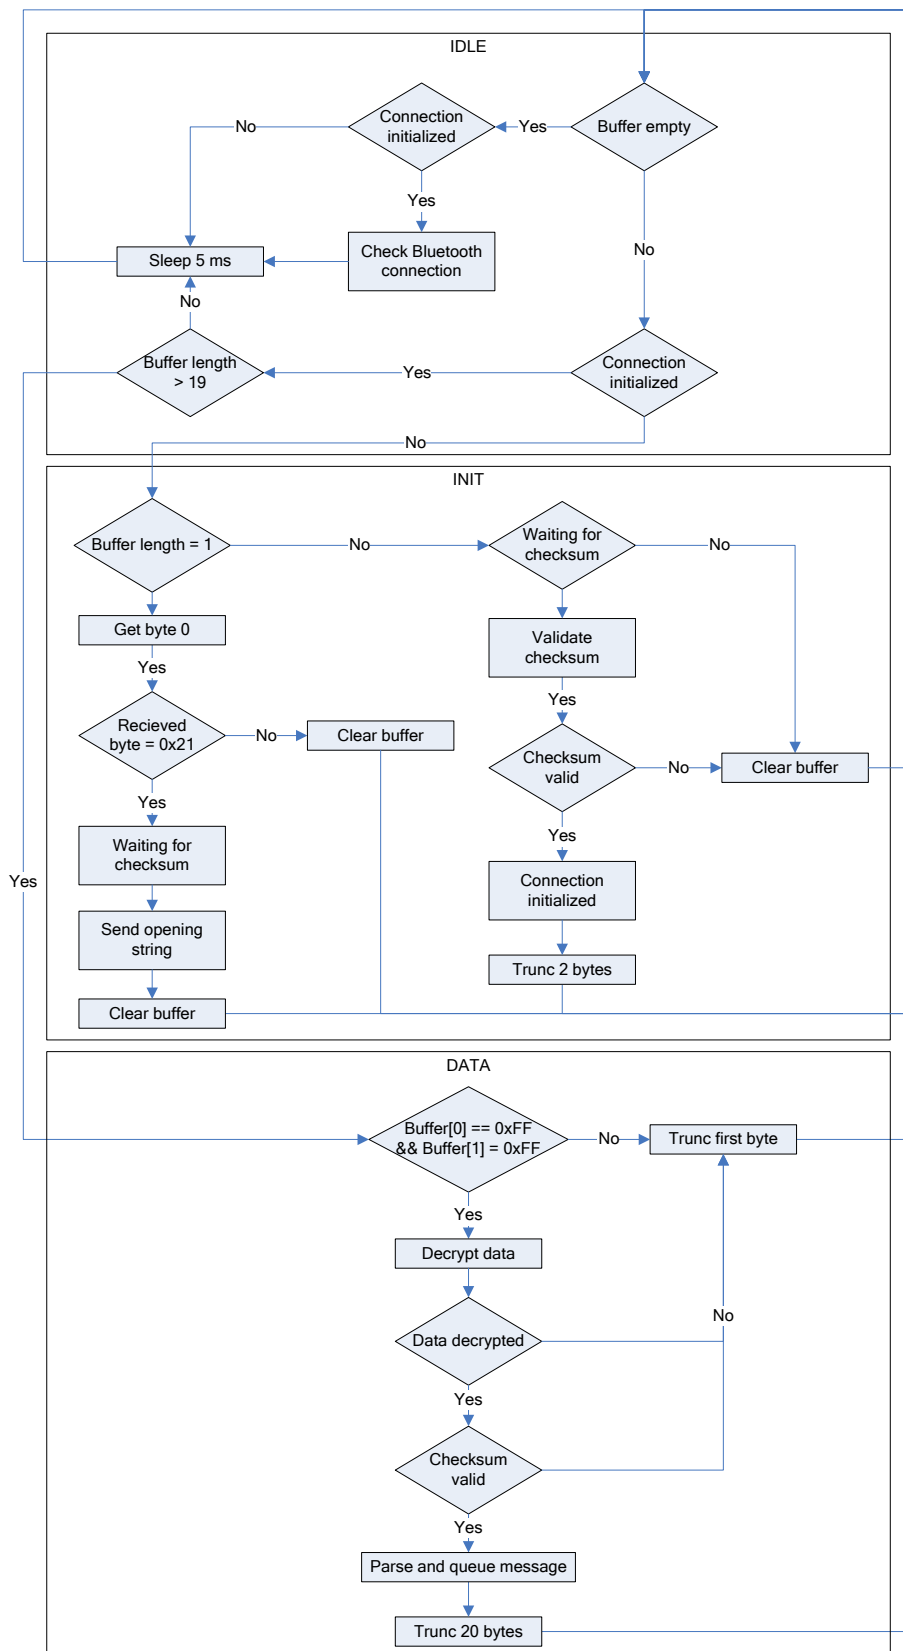 IDLE
Connection
initialized
Yes
Buffer empty
No
Yes
No
Check Bluetooth
connection
Sleep 5 ms
No
Buffer length
> 19
Yes
Connection
initialized
No
INIT
Buffer length = 1
No
Waiting for
checksum
No
Get byte 0
Validate
checksum
Yes
Yes
Recieved
byte = 0x21
No
Clear buffer
Checksum
valid
No
Clear buffer
Yes
Yes
Waiting for
checksum
Connection
initialized
Yes
Send opening
string
Trunc 2 bytes
Clear buffer
DATA
Buffer[0] == 0xFF
&& Buffer[1] = 0xFF
No
Trunc first byte
Yes
Decrypt data
No
Data decrypted
Yes
Checksum
valid
Yes
Parse and queue message
Trunc 20 bytes